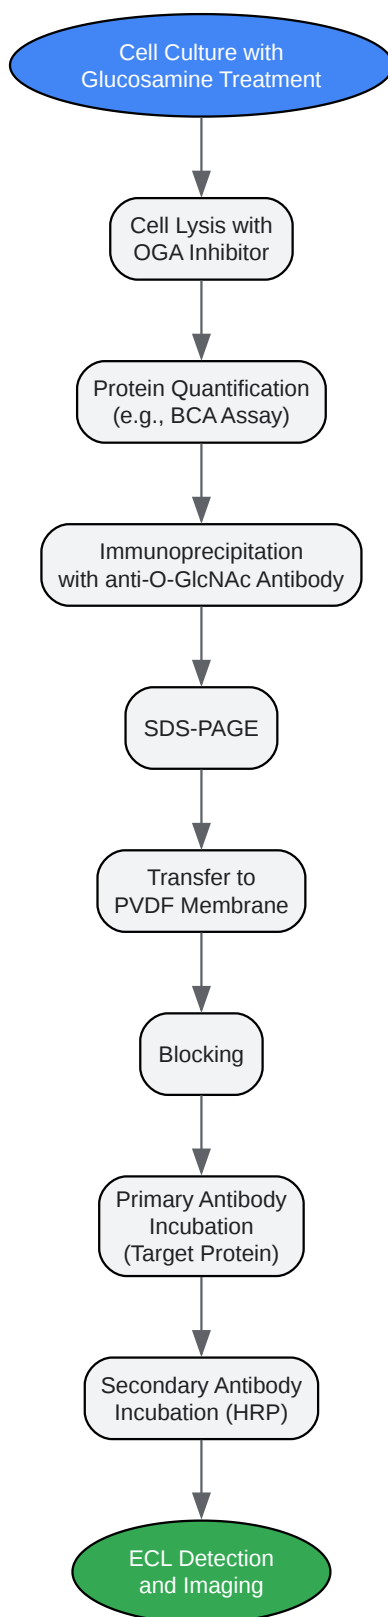 Cell Culture with
Glucosamine Treatment
Cell Lysis with
OGA Inhibitor
Protein Quantification
(e.g., BCA Assay)
Immunoprecipitation
with anti-O-GlcNAc Antibody
SDS-PAGE
Transfer to
PVDF Membrane
Blocking
Primary Antibody
Incubation
(Target Protein)
Secondary Antibody
Incubation (HRP)
ECL Detection
and Imaging